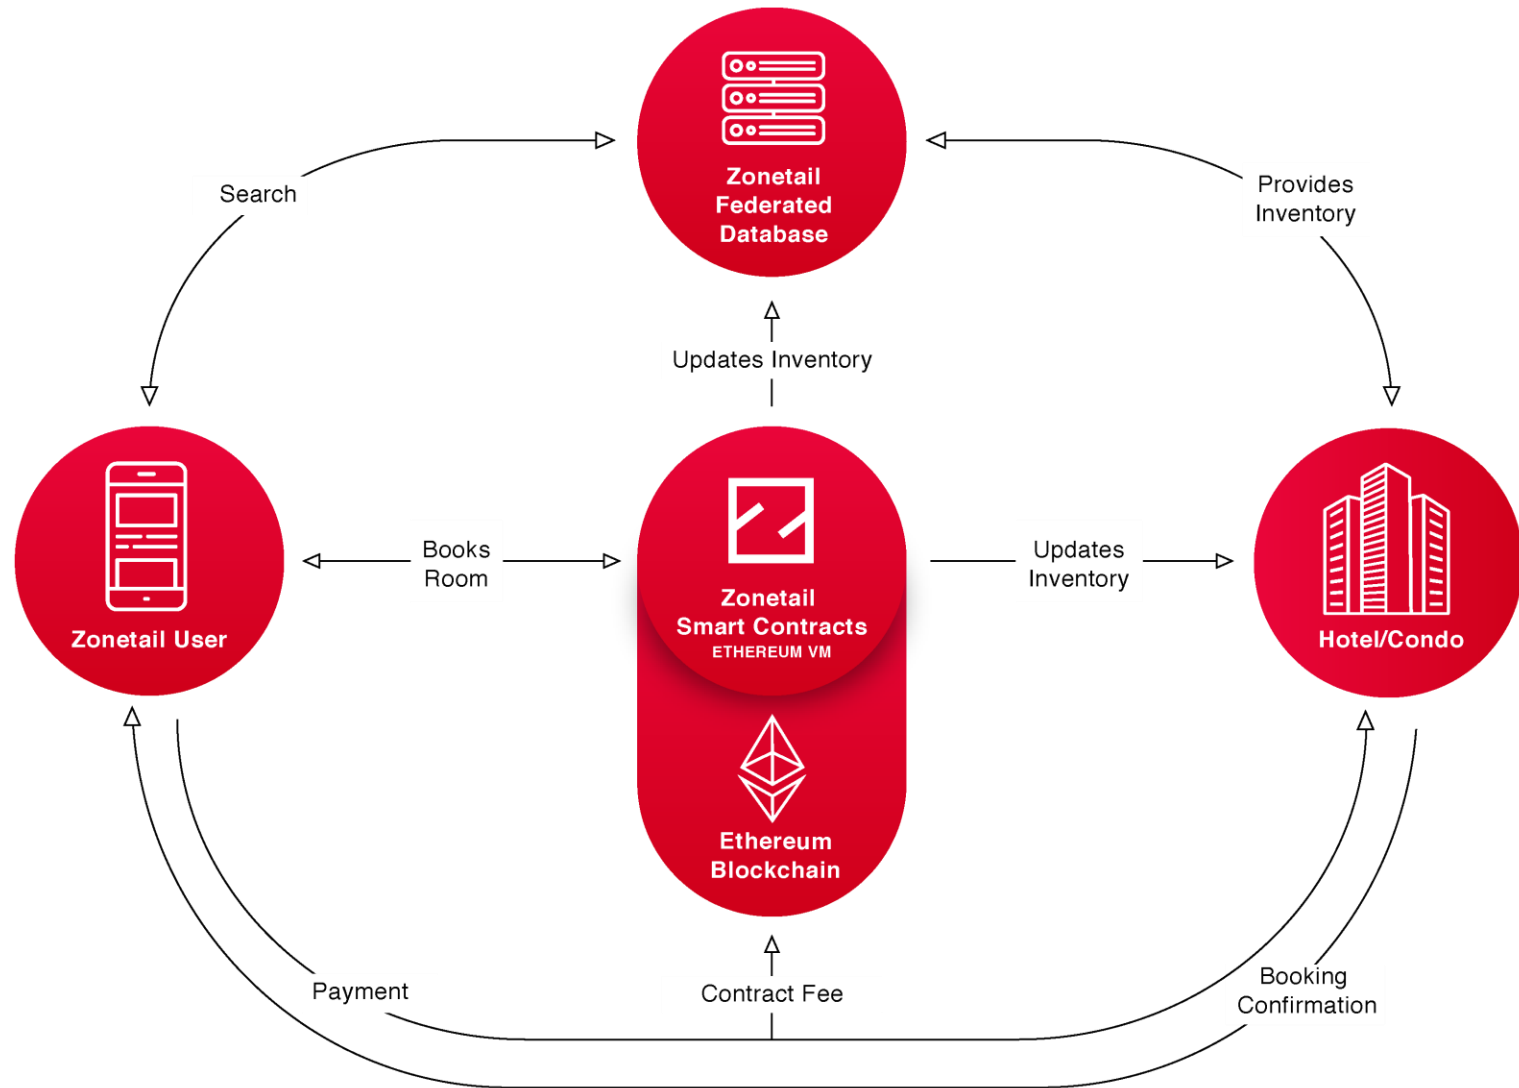 Zonetail
Federated
Database
Search
Provides
Inventory
Updates Inventory
Zonetail User
Books
Room
Zonetail
Smart Contracts
ETHEREUM VM
Updates
Inventory
Hotel/Condo
Ethereum
Blockchain
Payment
Contract Fee
Booking
Confirmation